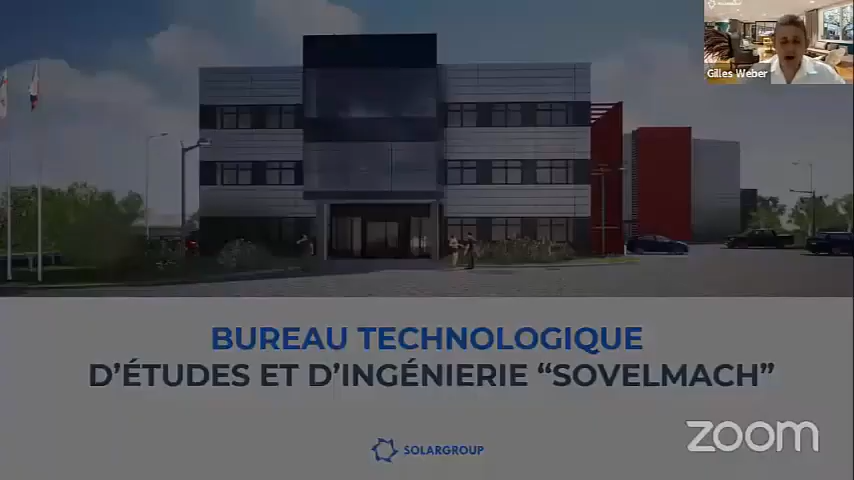 Gilles Weber
BUREAU TECHNOLOGIQUE
D'ÉTUDES ET D'INGÉNIERIE “SOVELMACH”
SOLARGROUP
zoom